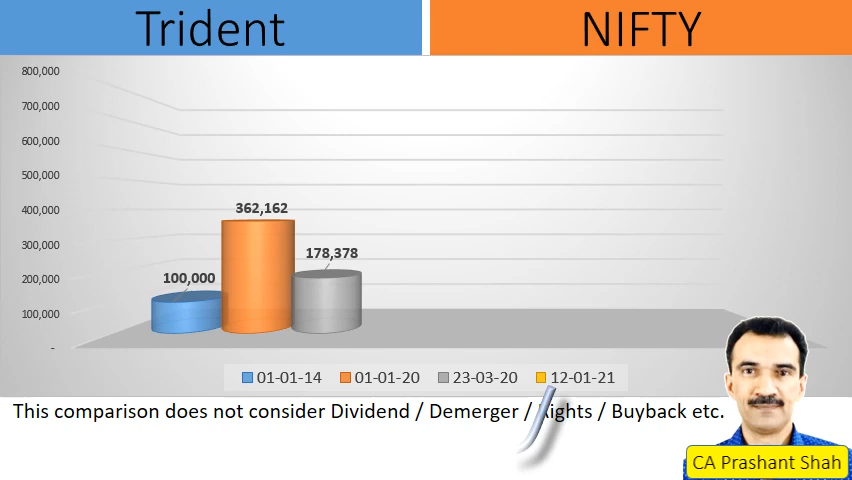 Trident
NIFTY
800,000
700,000
600,000
500,000
400,000
300,000
200,000
100,000
-
100,000
362,162
178,378
01-01-14 01-01-20 23-03-20 12-01-21
This comparison does not consider Dividend / Demerger / Rights / Buyback etc.
CA Prashant Shah